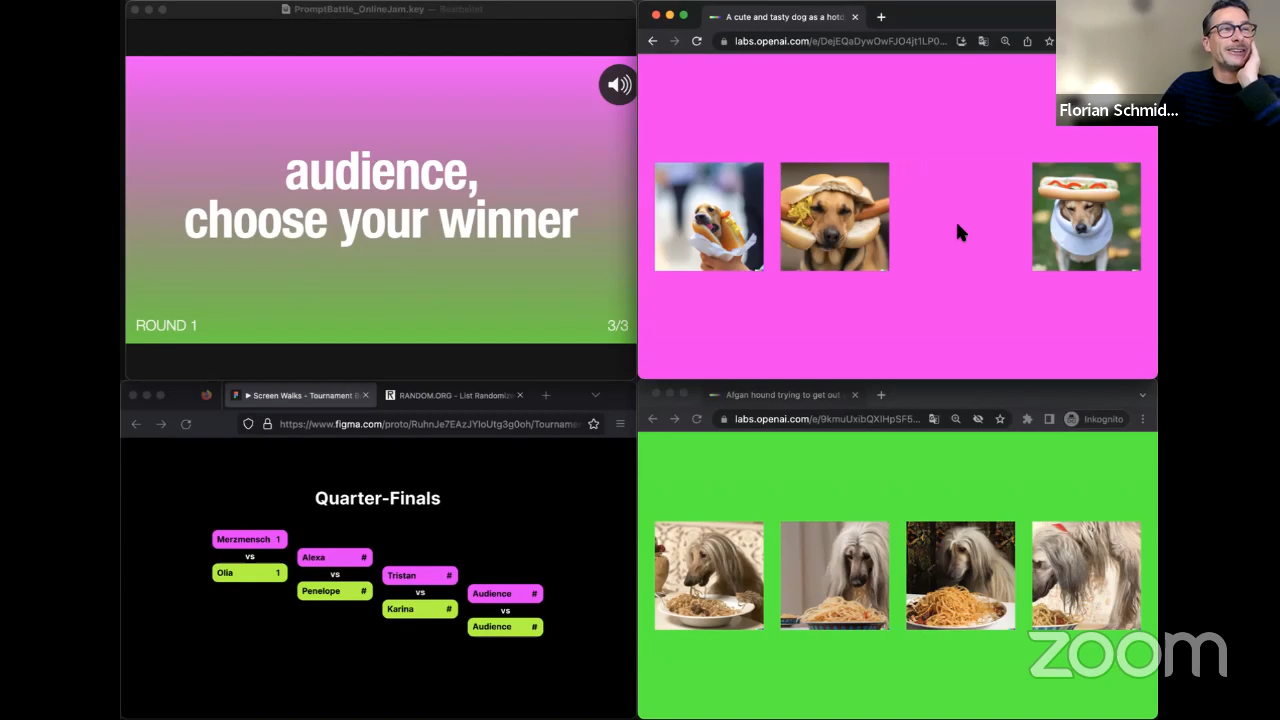 PromptBattle_OnlineJam.key — Bearbeitet
audience,
choose your winner
ROUND 1
3/3
A cute and tasty dog as a hotd
labs.openai.com/e/DejEQaDywOwFJO4jt1LP0...
Florian Schmid...
Screen Walks - Tournament B
RANDOM.ORG - List Randomize
https://www.figma.com/proto/RuhnJe7EAzJYIoUtg3g0oh/Tourname
Quarter-Finals
Merzmensch 1
vs
Olia 1
Alexa #
vs
Penelope #
Tristan #
vs
Karina #
Audience #
vs
Audience #
Afgan hound trying to get out
labs.openai.com/e/9kmuUxibQXIHpSF5...
Inkognito
zoom